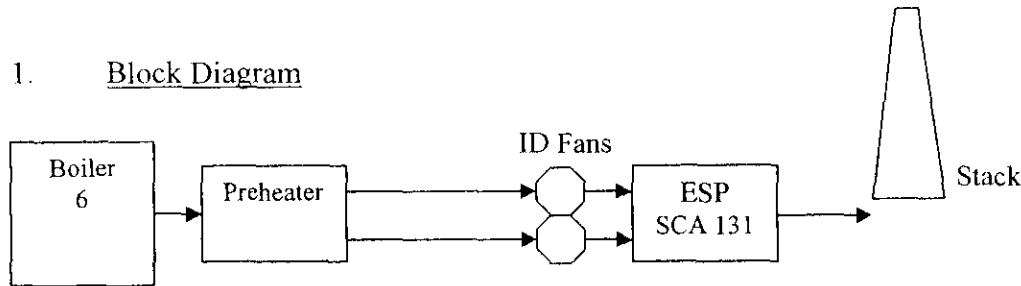 1. Block Diagram
ID Fans
Boiler
6
Preheater
ESP
SCA 131
Stack